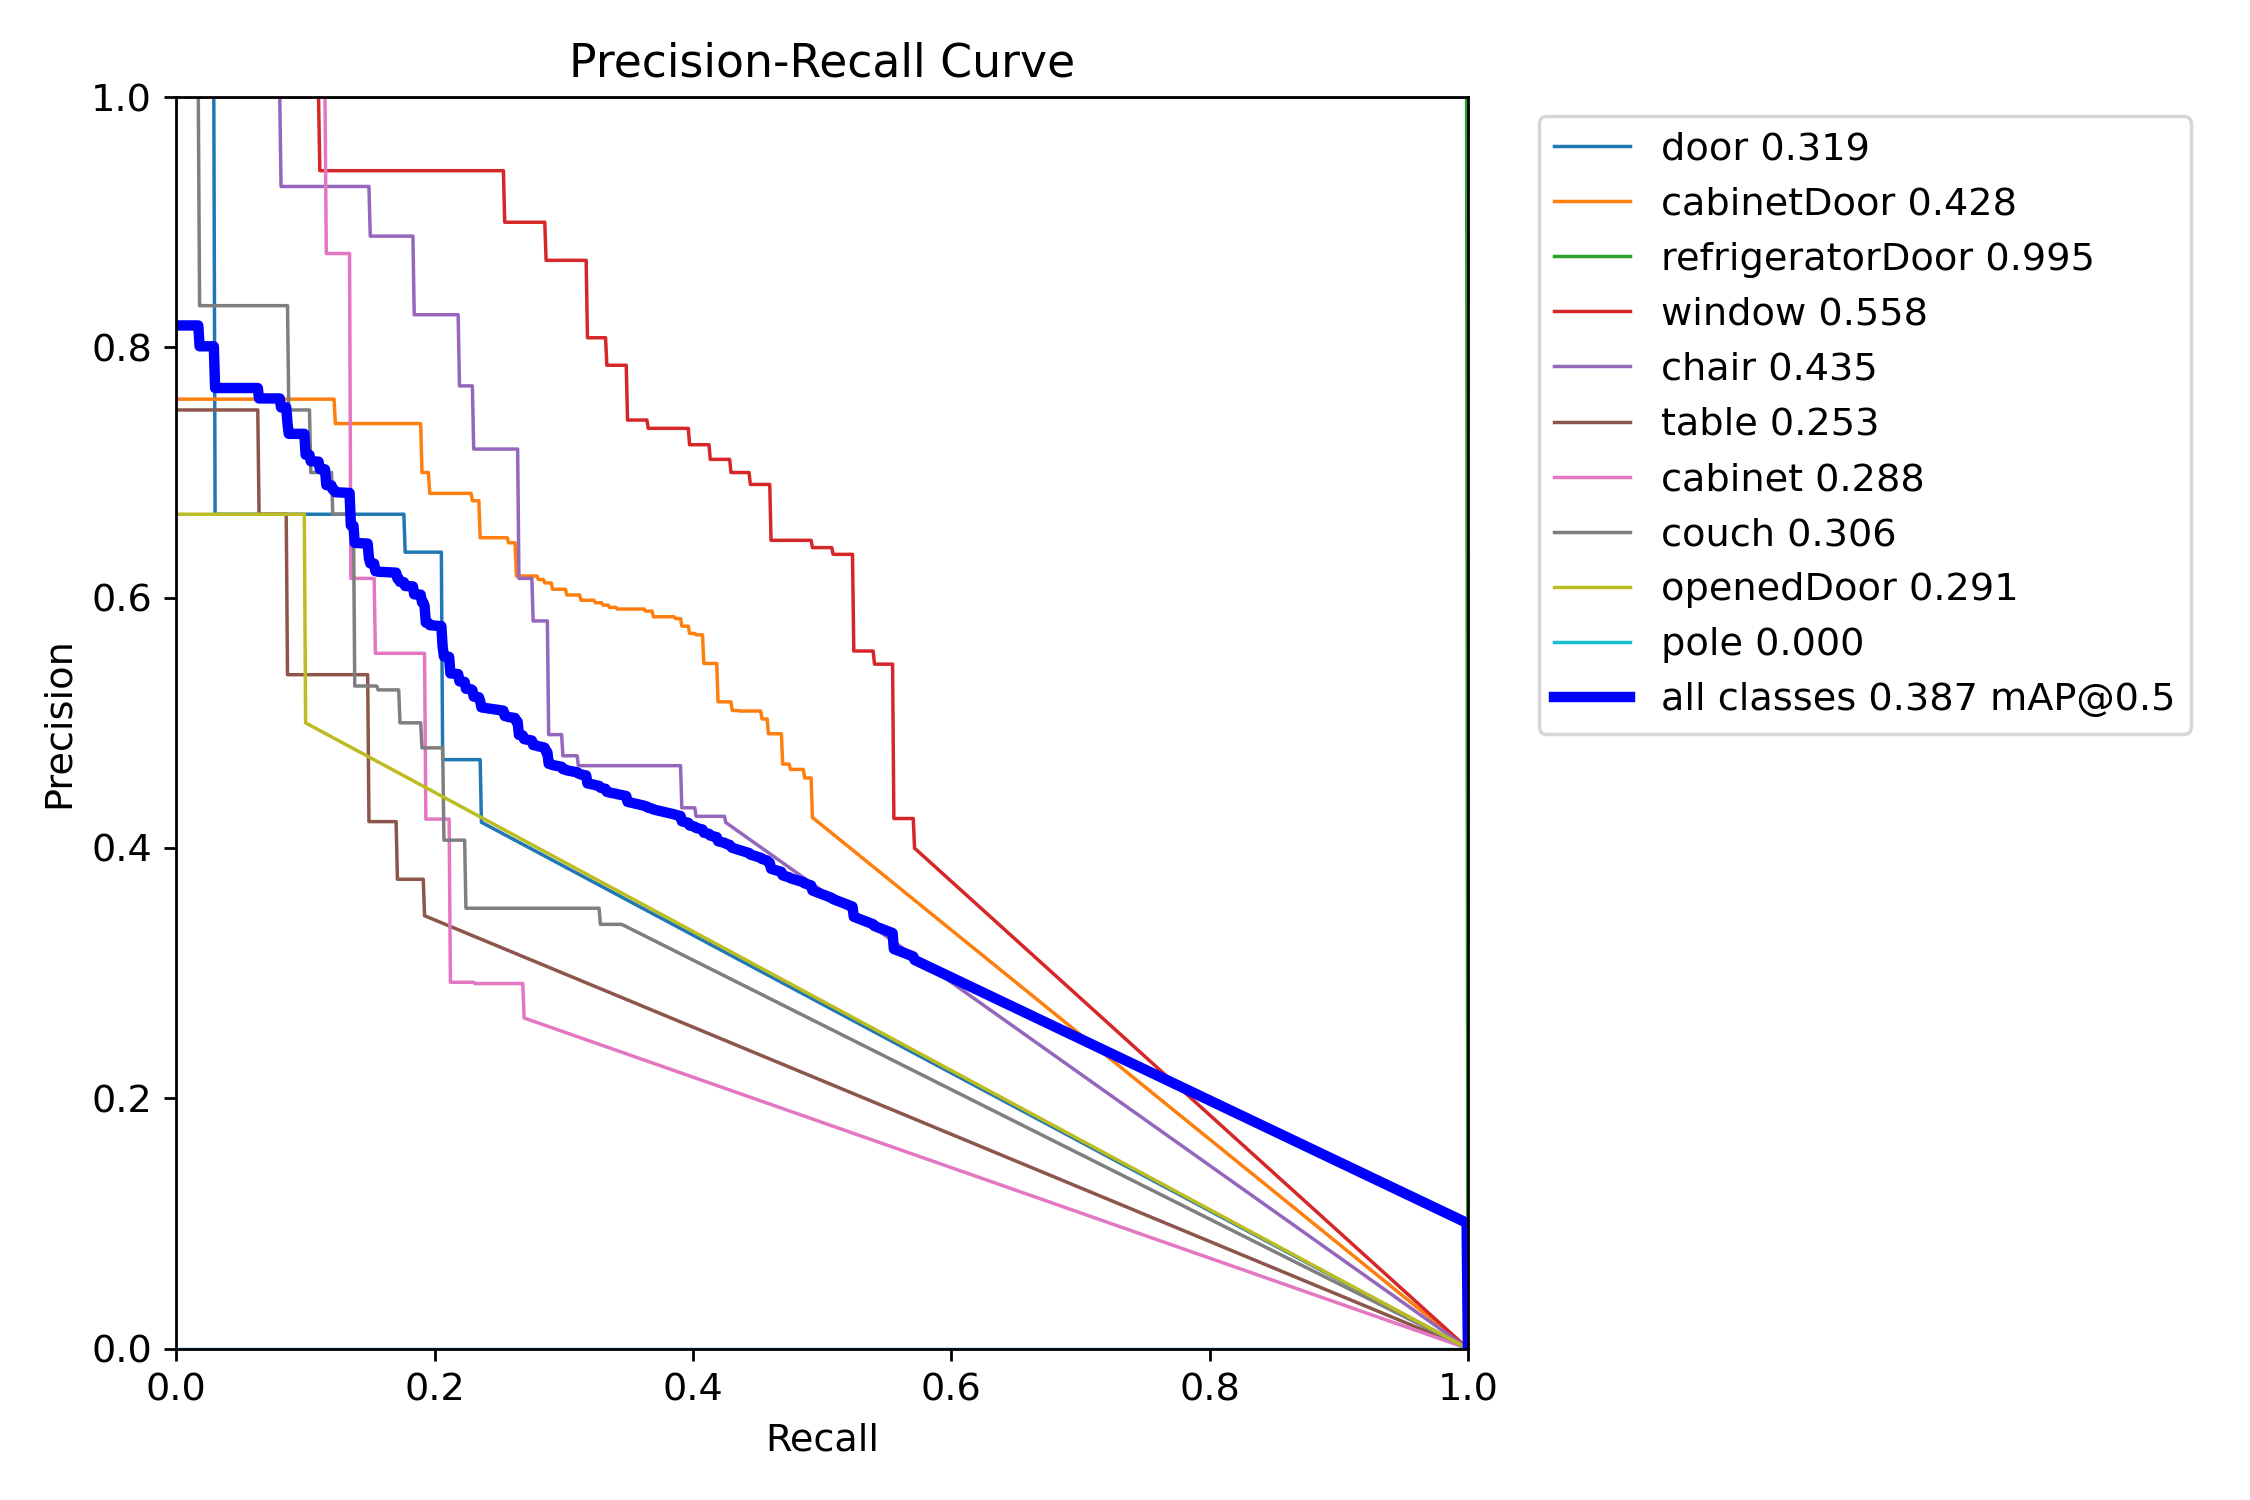 Precision-Recall Curve
1.0
0.8
0.6
0.4
0.2
0.0
Precision
0.0 0.2 0.4 0.6 0.8 1.0
Recall
door 0.319
cabinetDoor 0.428
refrigeratorDoor 0.995
window 0.558
chair 0.435
table 0.253
cabinet 0.288
couch 0.306
openedDoor 0.291
pole 0.000
all classes 0.387 mAP@0.5